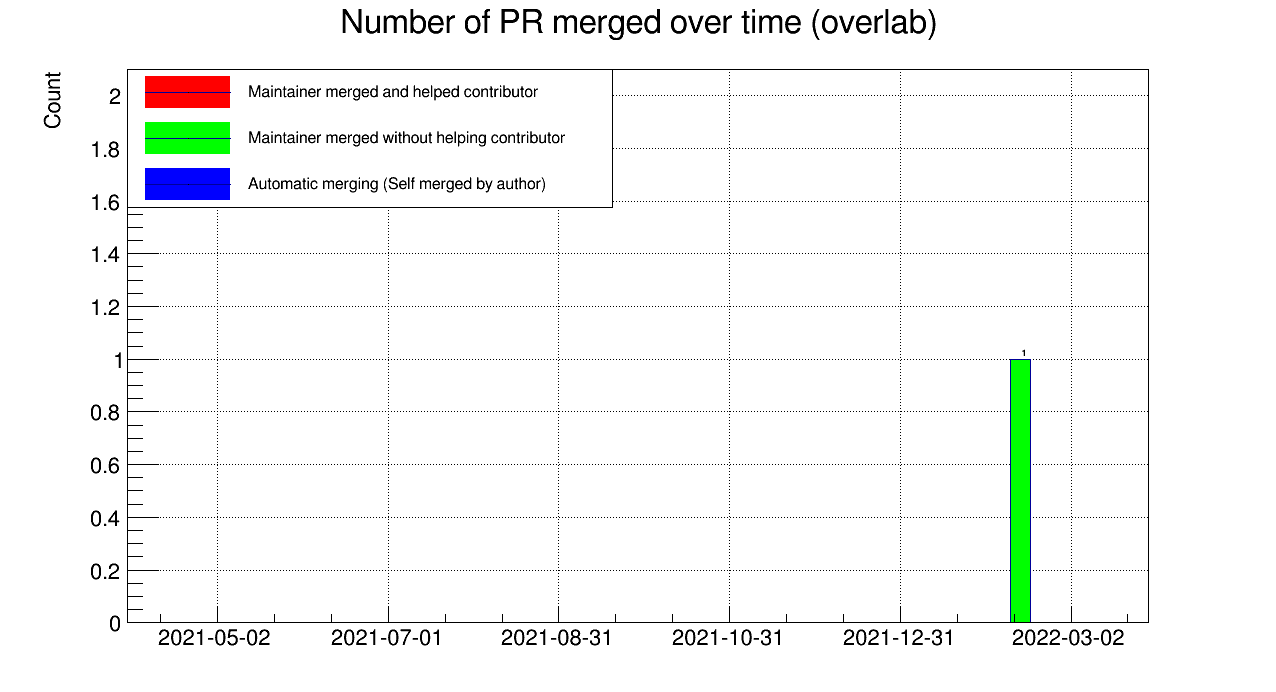 Number of PR merged over time (overlab)
Count
Maintainer merged and helped contributor
Maintainer merged without helping contributor
Automatic merging (Self merged by author)
2
1.8
1.6
1.4
1.2
1
0.8
0.6
0.4
0.2
0
1
2021-05-02 2021-07-01 2021-08-31 2021-10-31 2021-12-31 2022-03-02